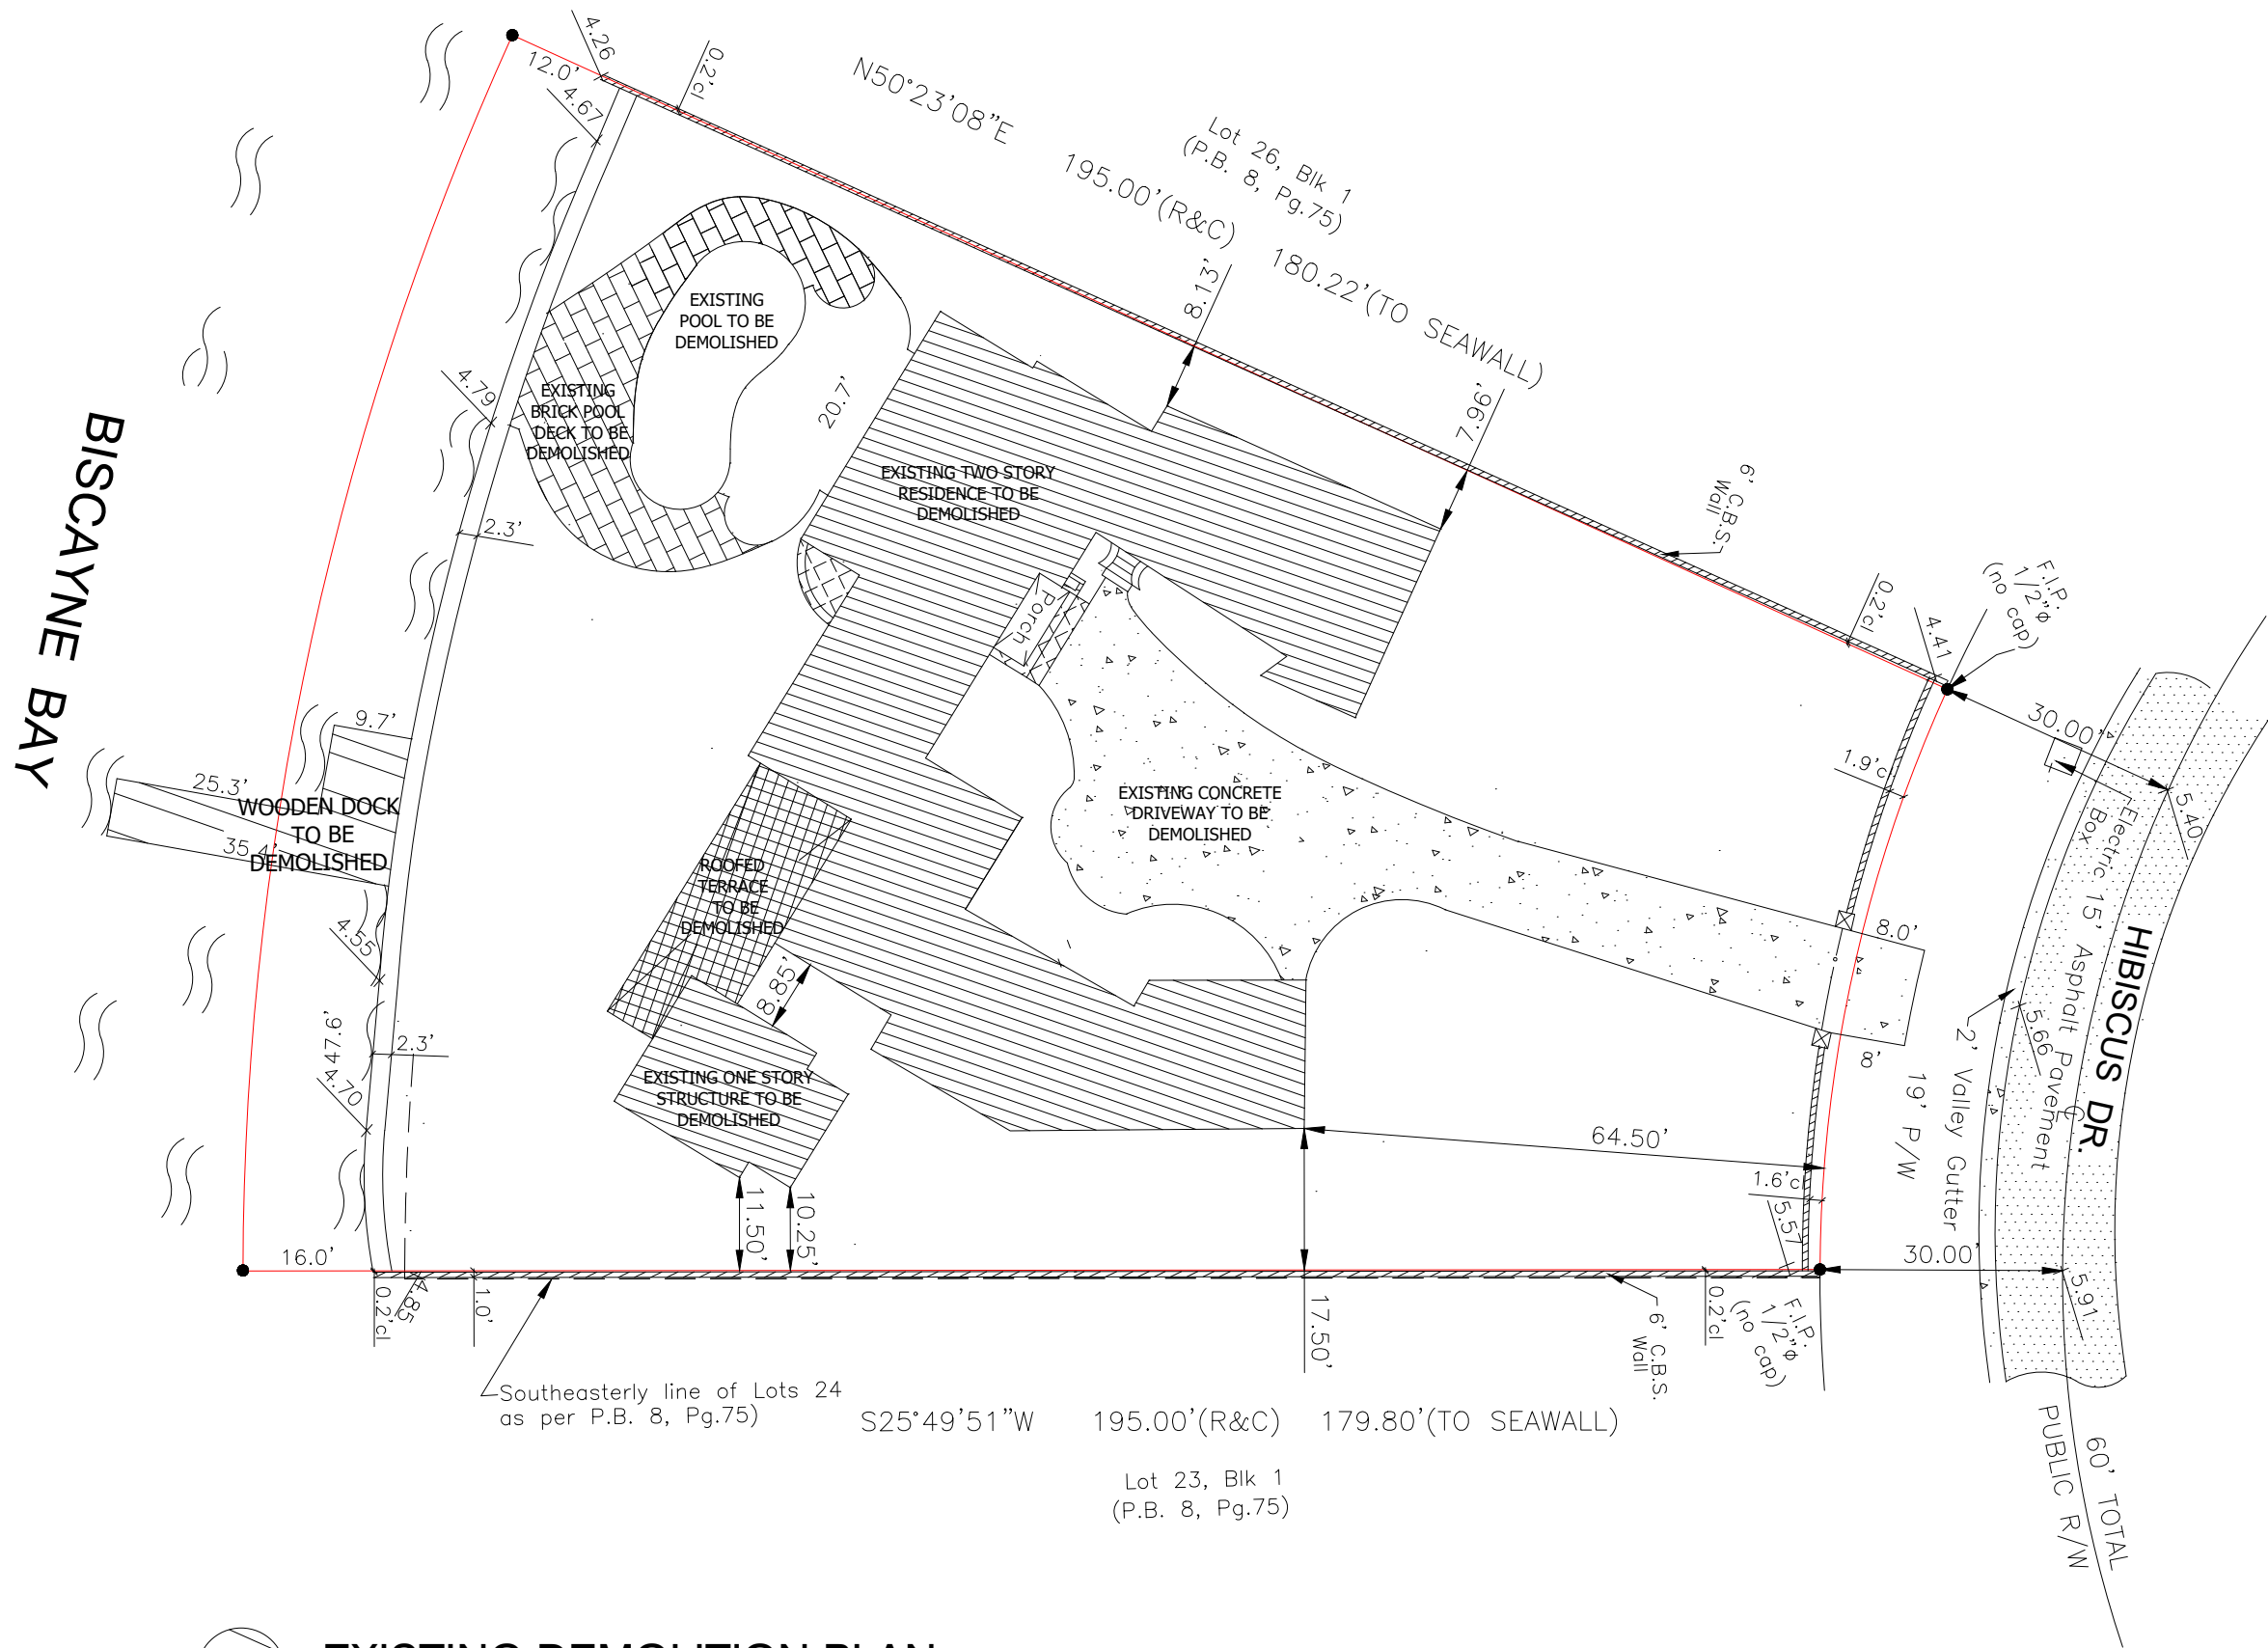 4.26
12.0'
4.67
0.2'cl
N50°23'08"E
195.00'(R&C)
180.22'(TO SEAWALL)
Lot 26, Blk 1
(P.B. 8, Pg.75)
8.13'
7.96'
6' C.B.S.
Wall
0.2'cl
4.41
F.I.P.
1/2"ø
(no cap)
30.00'
1.9'cl
5.40
Electric
Box
15' Asphalt Pavement
HIBISCUS DR.
5.66
2' Valley Gutter
19' P/W
8.0'
8'
EXISTING
POOL TO BE
DEMOLISHED
EXISTING
BRICK POOL
DECK TO BE
DEMOLISHED
20.7'
4.79
2.3'
EXISTING TWO STORY
RESIDENCE TO BE
DEMOLISHED
Porch
BISCAYNE BAY
9.7'
25.3'
35.4'
WOODEN DOCK
TO BE
DEMOLISHED
EXISTING CONCRETE
DRIVEWAY TO BE
DEMOLISHED
ROOFED
TERRACE
TO BE
DEMOLISHED
8.85'
4.55
47.6'
2.3'
4.70
EXISTING ONE STORY
STRUCTURE TO BE
DEMOLISHED
64.50'
1.6'cl
5.57
11.50'
10.25'
16.0'
0.2'cl
4.85
1.0'
17.50'
30.00'
5.91
0.2'cl
F.I.P.
1/2"ø
(no cap)
6' C.B.S.
Wall
60' TOTAL
PUBLIC R/W
Southeasterly line of Lots 24
as per P.B. 8, Pg.75)
S25°49'51"W
195.00'(R&C)
179.80'(TO SEAWALL)
Lot 23, Blk 1
(P.B. 8, Pg.75)
EXISTING DEMOLITION PLAN